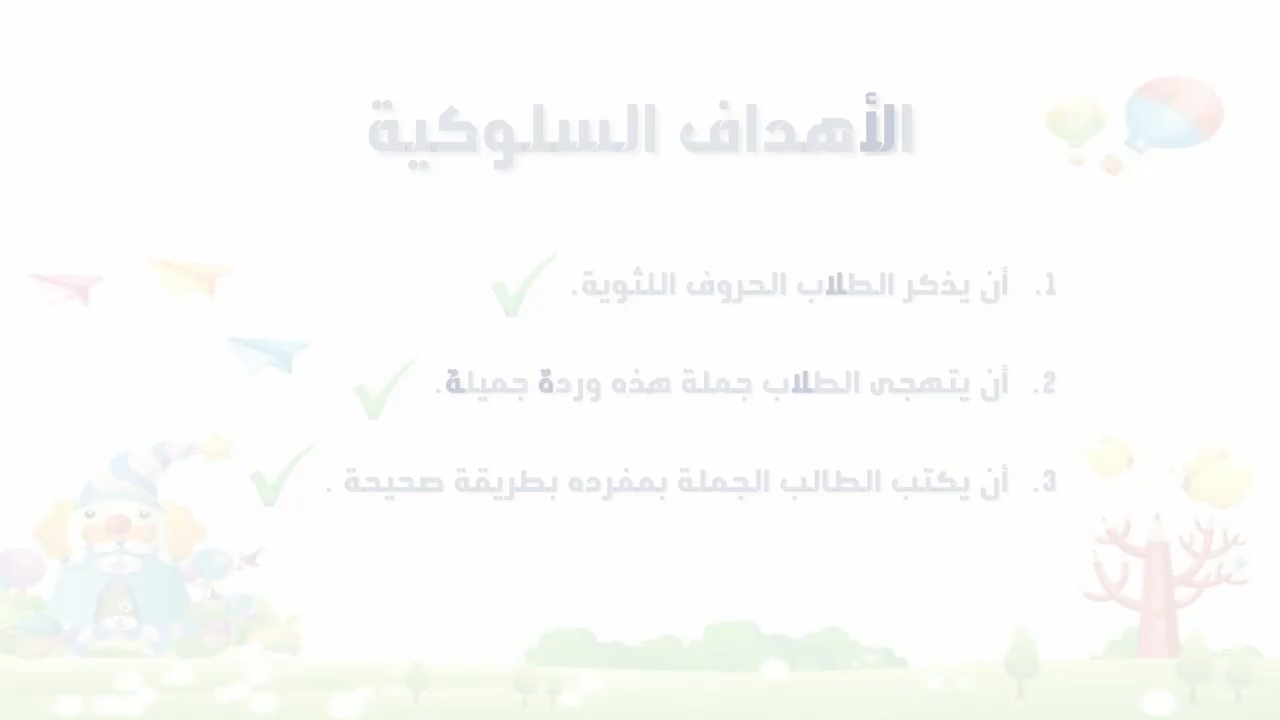 الأهداف السلوكية
1. أن يذكر الطلاب الحروف اللثوية.
2. أن يتهجى الطلاب جملة هذه وردة جميلة.
3. أن يكتب الطالب الجملة بمفرده بطريقة صحيحة .